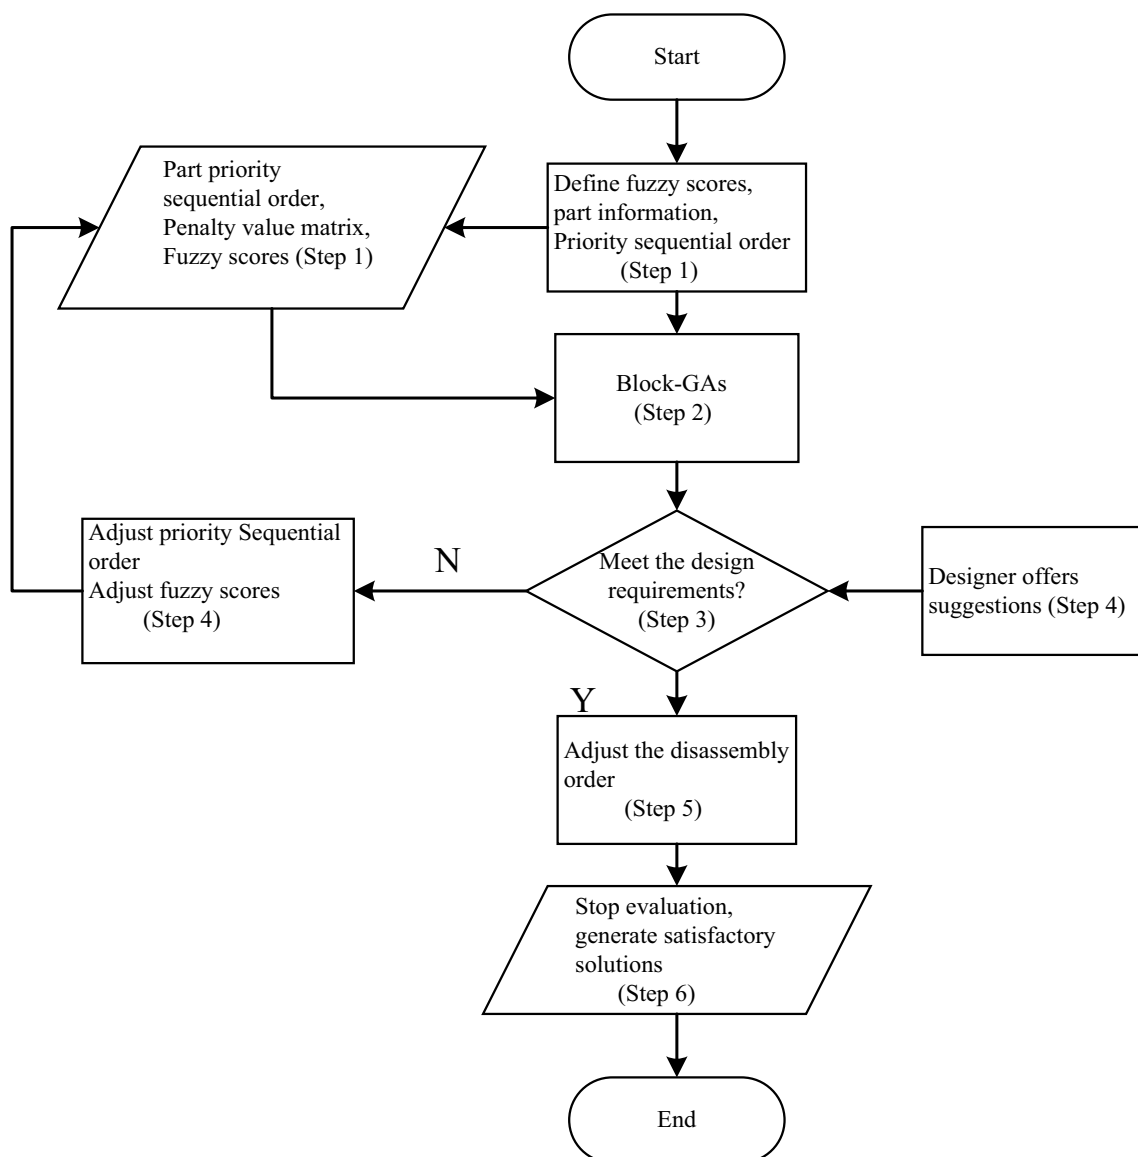 Start
Part priority
sequential order,
Penalty value matrix,
Fuzzy scores (Step 1)
Define fuzzy scores,
part information,
Priority sequential order
(Step 1)
Block-GAs
(Step 2)
Adjust priority Sequential
order
Adjust fuzzy scores
(Step 4)
N
Meet the design
requirements?
(Step 3)
Designer offers
suggestions (Step 4)
Y
Adjust the disassembly
order
(Step 5)
Stop evaluation,
generate satisfactory
solutions
(Step 6)
End